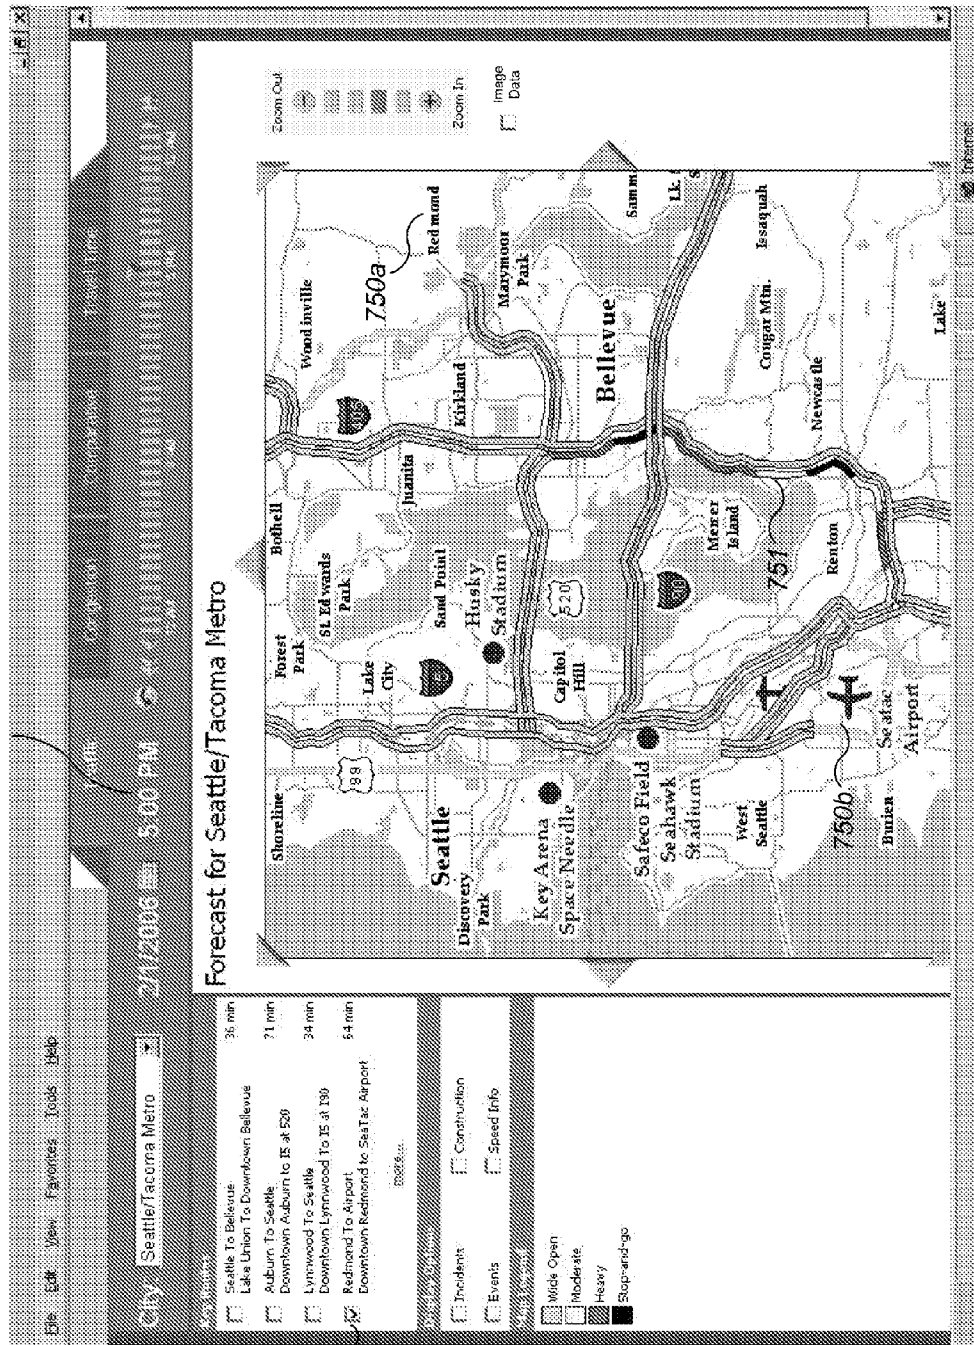 File Edit View Favorites Tools Help
City: Seattle/Tacoma Metro
2/1/2006 5:00 PM
Seattle To Bellevue 36 min
Lake Union To Downtown Bellevue
Auburn To Seattle 71 min
Downtown Auburn to I5 at 520
Lynnwood To Seattle 34 min
Downtown Lynnwood To I5 at I90
Redmond To Airport 64 min
Downtown Redmond to SeaTac Airport
more...
Incidents Construction
Events Speed Info
Wide Open
Moderate
Heavy
Stop-and-go
Forecast for Seattle/Tacoma Metro
Shoreline
Forest
Park
Bothell
Woodinville
99
St. Edwards
Park
Lake
City
Juanita
750a
Redmond
Seattle
Discovery
Park
Sand Point
Husky
Stadium
Kirkland
Marymoor
Park
Key Arena
Space Needle
Capitol
Hill
520
Bellevue
Safeco Field
Seahawk
Stadium
Samm
Lk.
S
West
Seattle
Mercer
Island
751
Cougar Mtn.
Issaquah
Newcastle
Renton
750b
Burien
Seatac
Airport
Lake
Zoom Out
Zoom In
Image
Data
Internet